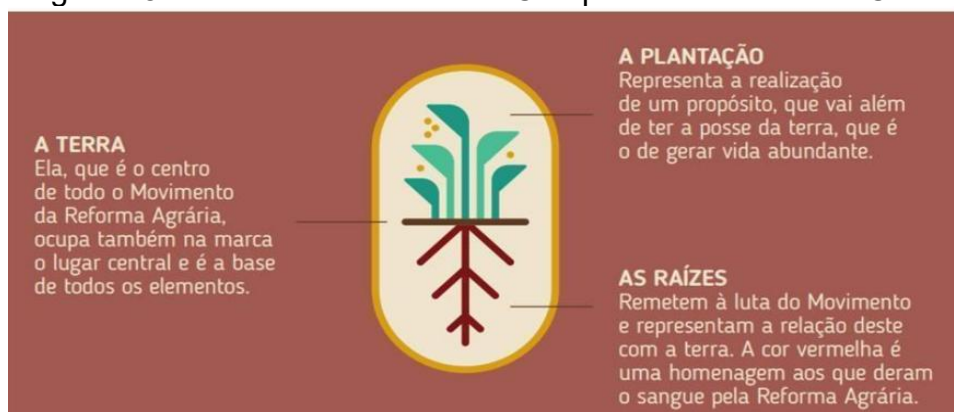 A PLANTAÇÃO
Representa a realização
de um propósito, que vai além
de ter a posse da terra, que é
o de gerar vida abundante.
A TERRA
Ela, que é o centro
de todo o Movimento
da Reforma Agrária,
ocupa também na marca
o lugar central e é a base
de todos os elementos.
AS RAÍZES
Remetem à luta do Movimento
e representam a relação deste
com a terra. A cor vermelha é
uma homenagem aos que deram
o sangue pela Reforma Agrária.